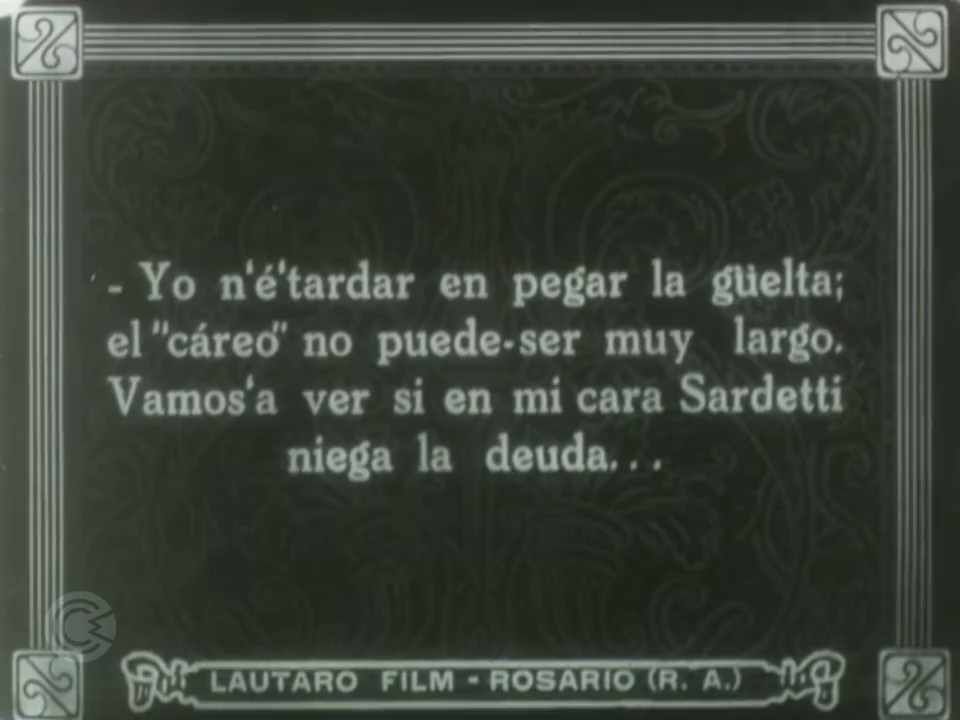 - Yo n'é'tardar en pegar la güelta;
el "cáreo" no puede-ser muy largo.
Vamos'a ver si en mi cara Sardetti
niega la deuda...
LAUTARO FILM - ROSARIO (R. A.)